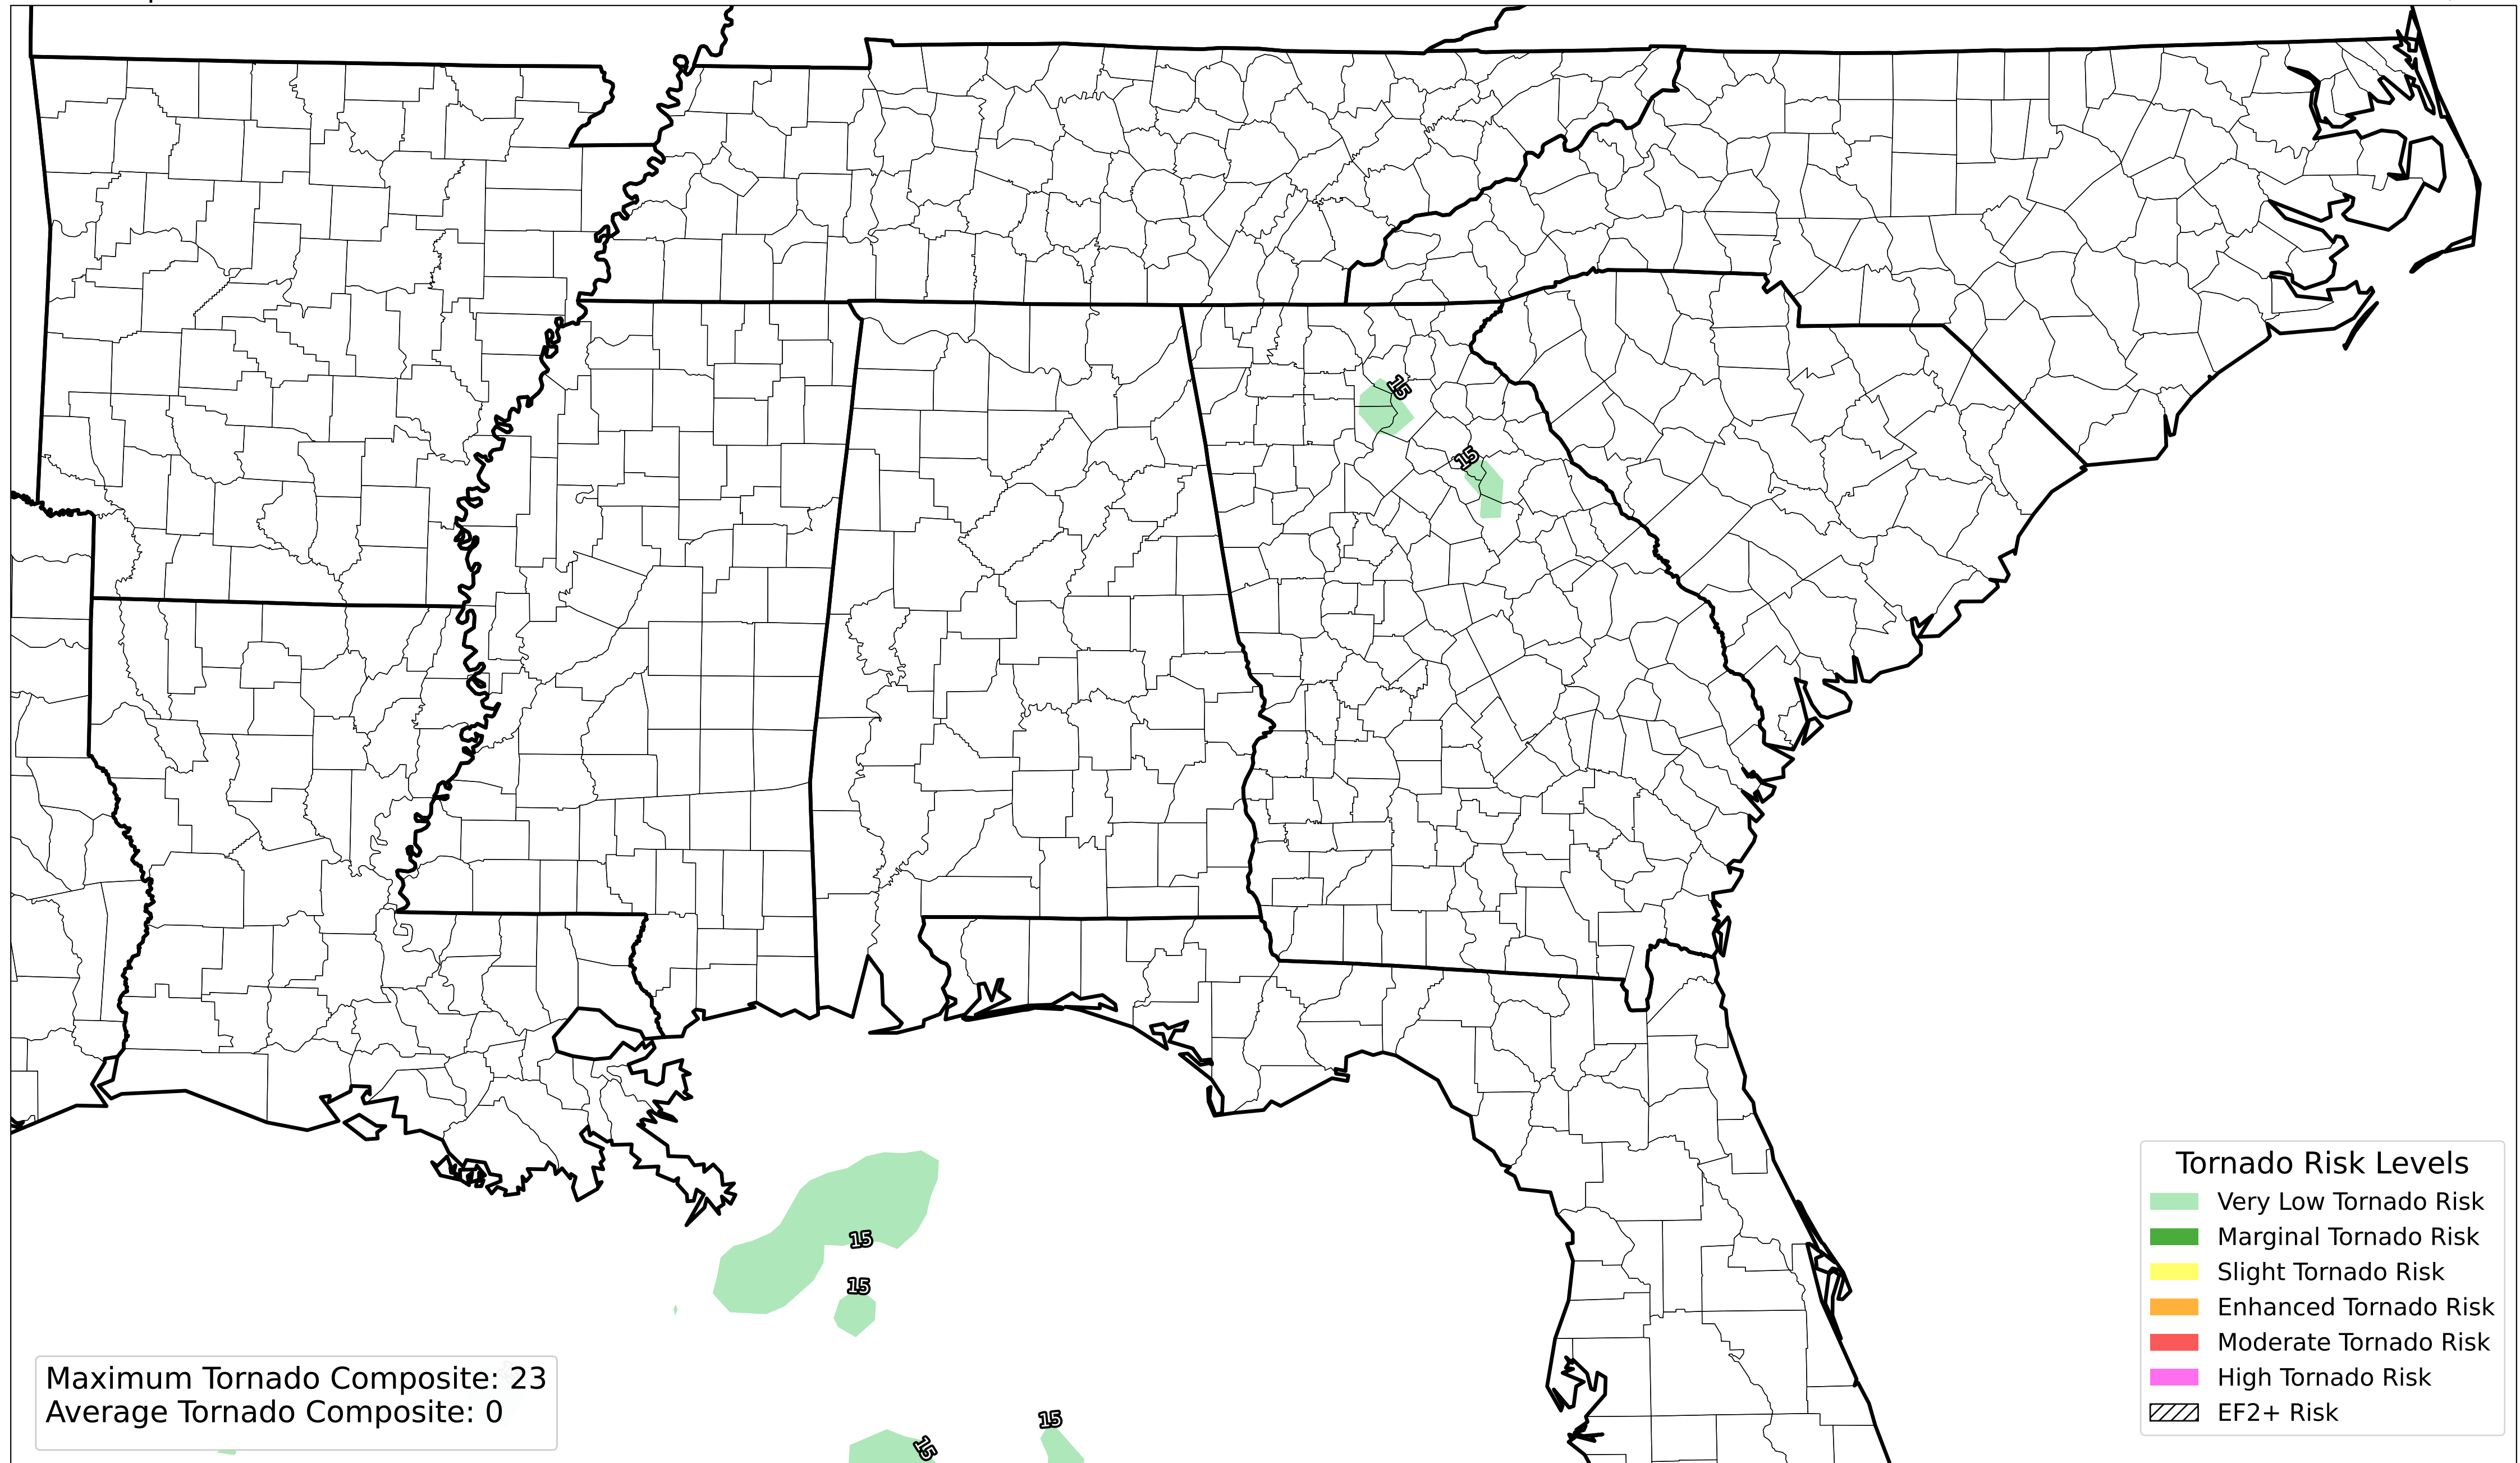 15
15
15
15
15
15
Tornado Risk Levels
Very Low Tornado Risk
Marginal Tornado Risk
Slight Tornado Risk
Enhanced Tornado Risk
Moderate Tornado Risk
High Tornado Risk
EF2+ Risk
Maximum Tornado Composite: 23
Average Tornado Composite: 0